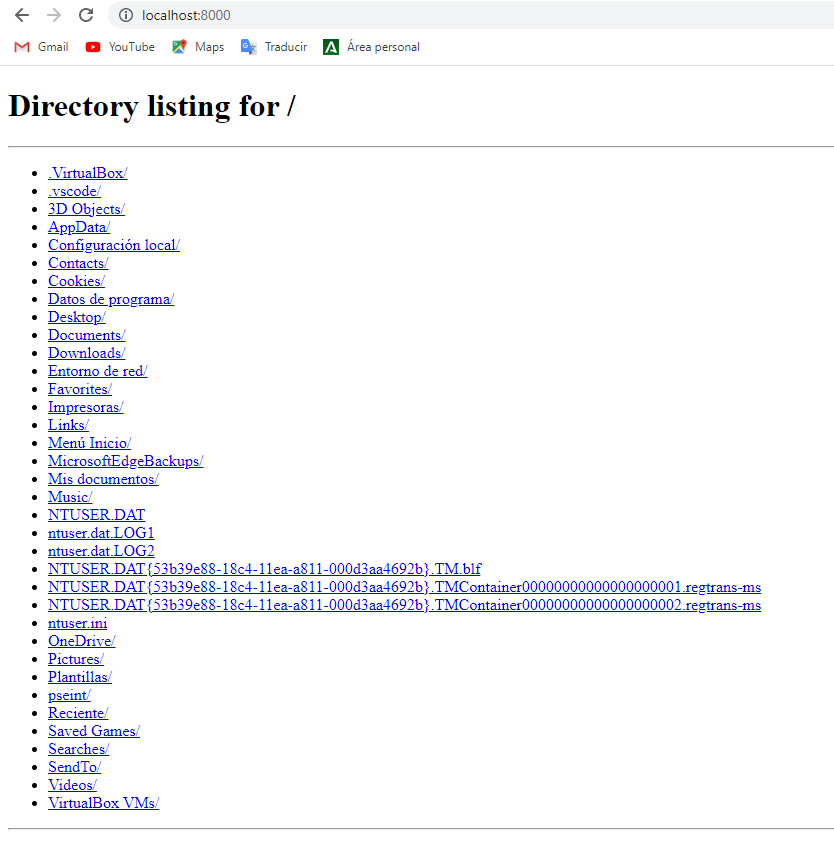 localhost:8000
Gmail YouTube Maps Traducir Área personal
Directory listing for /
.VirtualBox/
.vscode/
3D Objects/
AppData/
Configuración local/
Contacts/
Cookies/
Datos de programa/
Desktop/
Documents/
Downloads/
Entorno de red/
Favorites/
Impresoras/
Links/
Menú Inicio/
MicrosoftEdgeBackups/
Mis documentos/
Music/
NTUSER.DAT
ntuser.dat.LOG1
ntuser.dat.LOG2
NTUSER.DAT{53b39e88-18c4-11ea-a811-000d3aa4692b}.TM.blf
NTUSER.DAT{53b39e88-18c4-11ea-a811-000d3aa4692b}.TMContainer00000000000000000001.regtrans-ms
NTUSER.DAT{53b39e88-18c4-11ea-a811-000d3aa4692b}.TMContainer00000000000000000002.regtrans-ms
ntuser.ini
OneDrive/
Pictures/
Plantillas/
pseint/
Reciente/
Saved Games/
Searches/
SendTo/
Videos/
VirtualBox VMs/